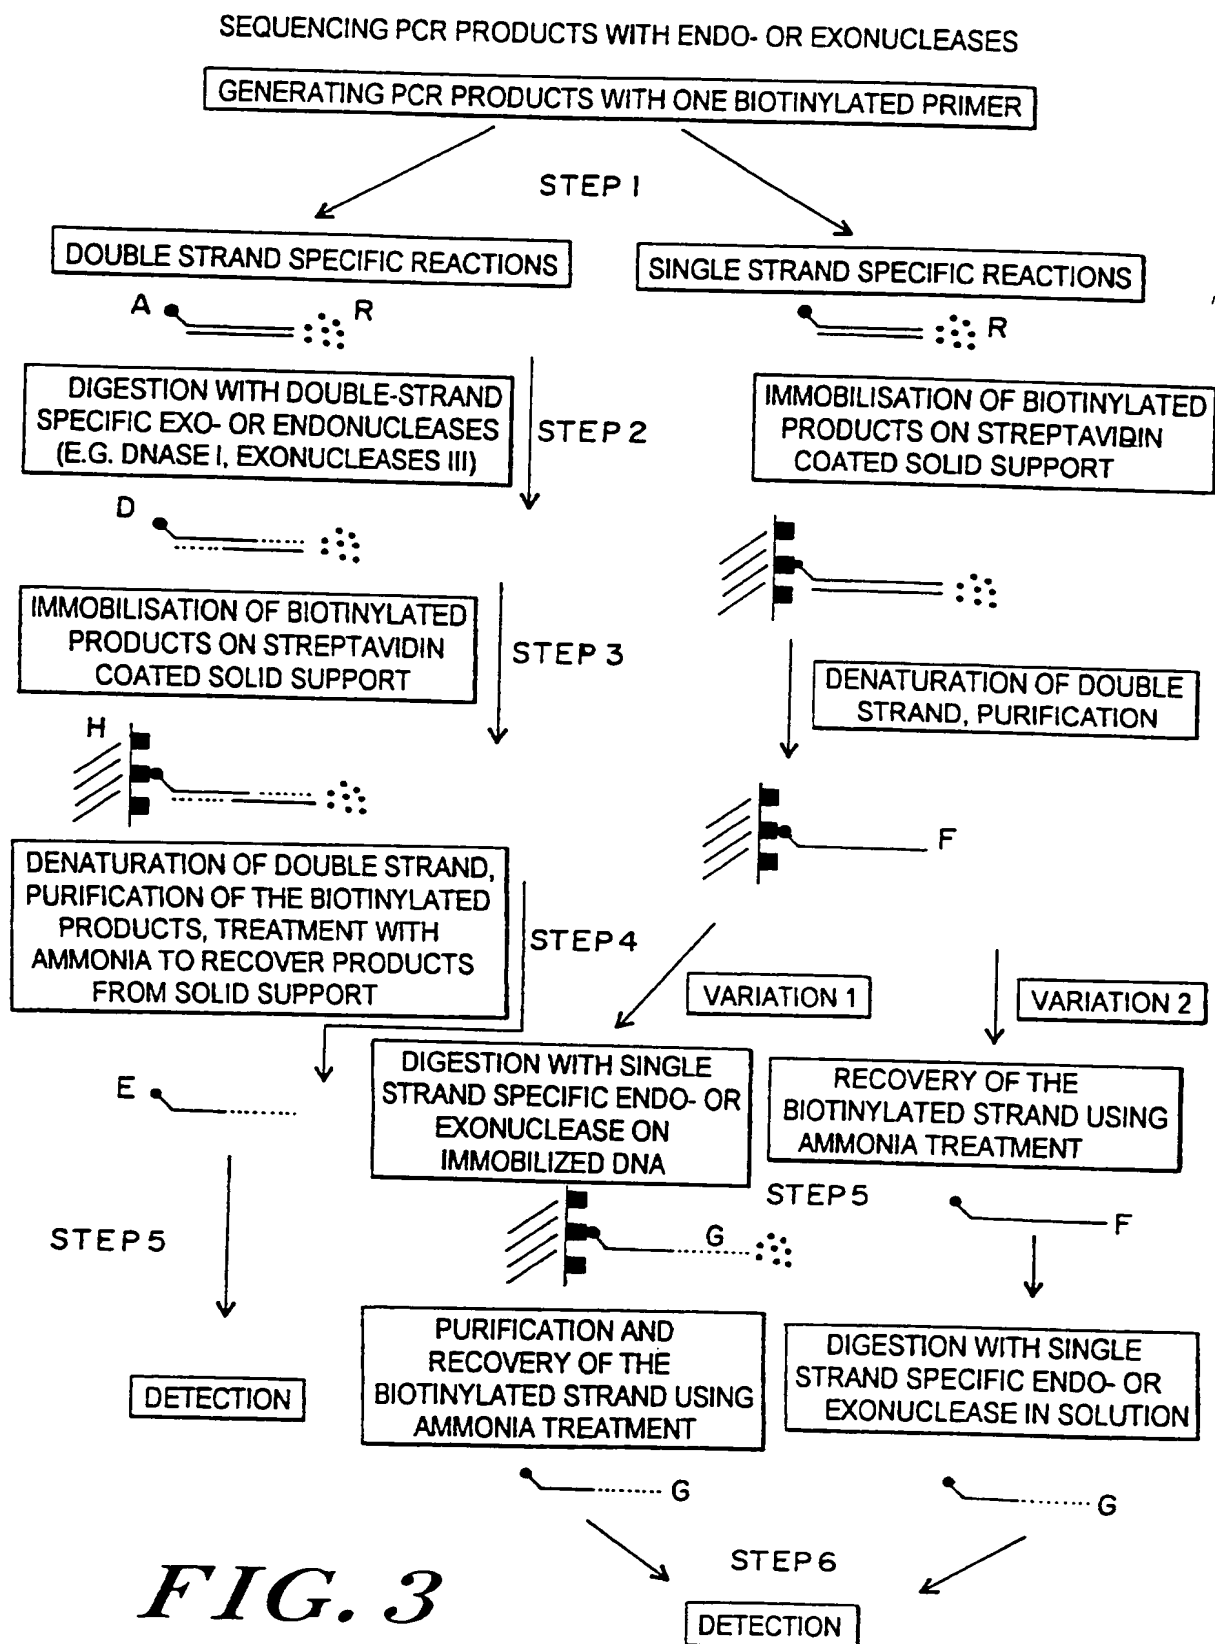 SEQUENCING PCR PRODUCTS WITH ENDO- OR EXONUCLEASES
GENERATING PCR PRODUCTS WITH ONE BIOTINYLATED PRIMER
STEP 1
DOUBLE STRAND SPECIFIC REACTIONS
A
R
DIGESTION WITH DOUBLE-STRAND
SPECIFIC EXO- OR ENDONUCLEASES
(E.G. DNASE I, EXONUCLEASES III)
STEP 2
D
IMMOBILISATION OF BIOTINYLATED
PRODUCTS ON STREPTAVIDIN
COATED SOLID SUPPORT
STEP 3
H
DENATURATION OF DOUBLE STRAND,
PURIFICATION OF THE BIOTINYLATED
PRODUCTS, TREATMENT WITH
AMMONIA TO RECOVER PRODUCTS
FROM SOLID SUPPORT
STEP 4
E
STEP 5
DETECTION
SINGLE STRAND SPECIFIC REACTIONS
R
IMMOBILISATION OF BIOTINYLATED
PRODUCTS ON STREPTAVIDIN
COATED SOLID SUPPORT
DENATURATION OF DOUBLE
STRAND, PURIFICATION
F
VARIATION 1
DIGESTION WITH SINGLE
STRAND SPECIFIC ENDO- OR
EXONUCLEASE ON
IMMOBILIZED DNA
STEP 5
G
PURIFICATION AND
RECOVERY OF THE
BIOTINYLATED STRAND USING
AMMONIA TREATMENT
G
VARIATION 2
RECOVERY OF THE
BIOTINYLATED STRAND USING
AMMONIA TREATMENT
F
DIGESTION WITH SINGLE
STRAND SPECIFIC ENDO- OR
EXONUCLEASE IN SOLUTION
G
STEP 6
DETECTION
FIG. 3